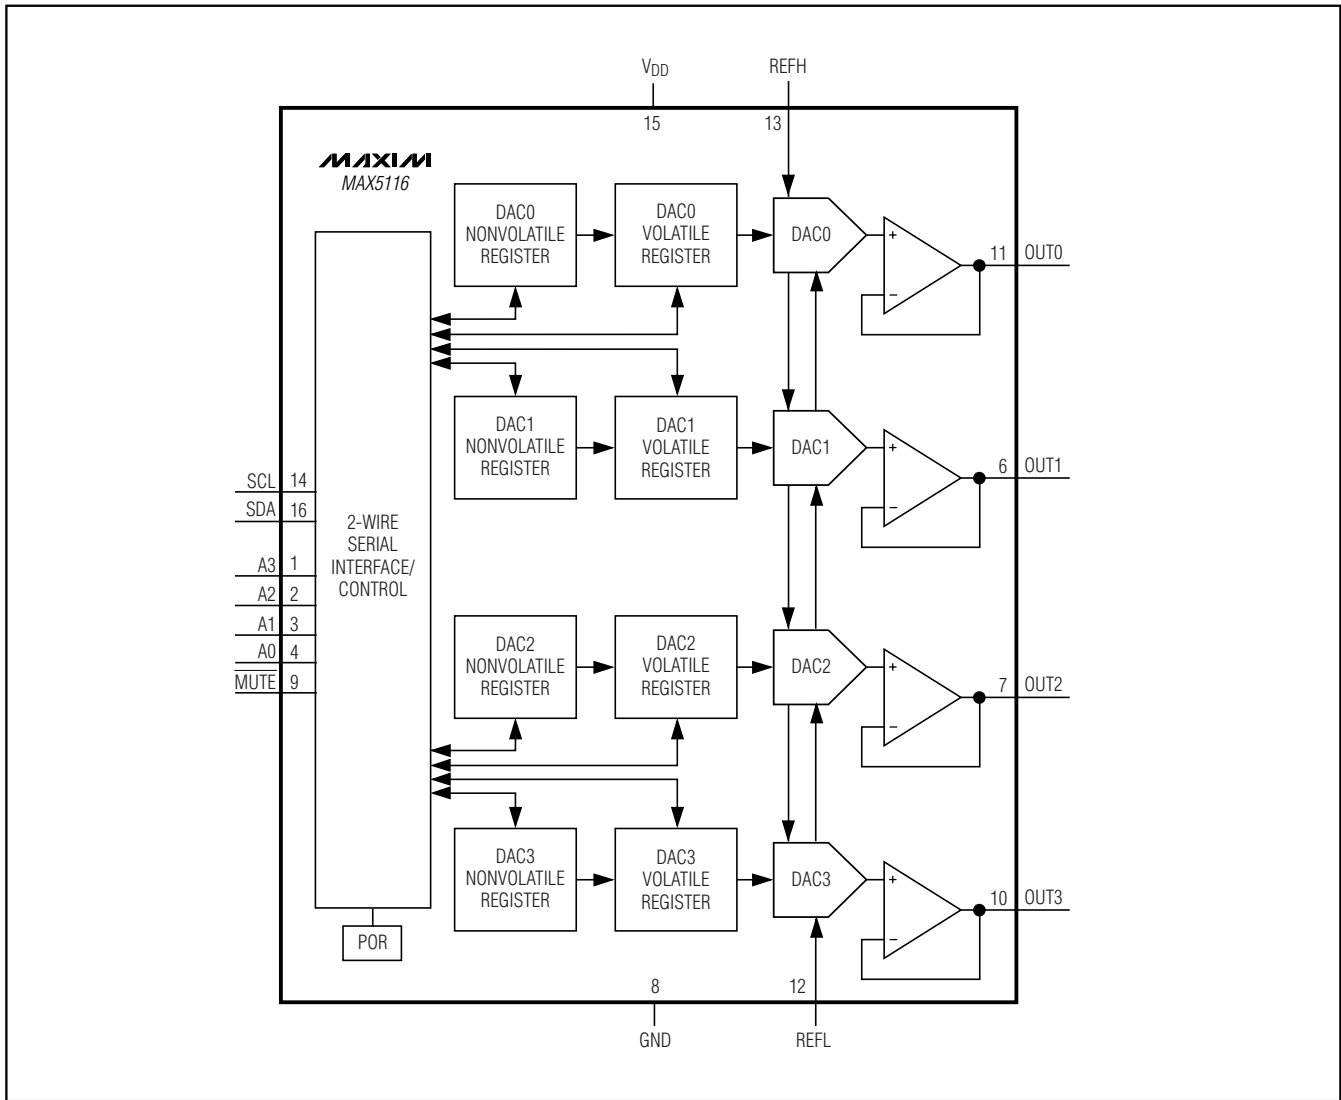 VDD
REFH
15
13
MAXIM
MAX5116
DAC0
NONVOLATILE
REGISTER
DAC0
VOLATILE
REGISTER
DAC0
+
−
11
OUT0
DAC1
NONVOLATILE
REGISTER
DAC1
VOLATILE
REGISTER
DAC1
+
−
6
OUT1
SCL 14
SDA 16
A3 1
A2 2
A1 3
A0 4
MUTE 9
2-WIRE
SERIAL
INTERFACE/
CONTROL
DAC2
NONVOLATILE
REGISTER
DAC2
VOLATILE
REGISTER
DAC2
+
−
7
OUT2
DAC3
NONVOLATILE
REGISTER
DAC3
VOLATILE
REGISTER
DAC3
+
−
10
OUT3
POR
8
12
GND
REFL